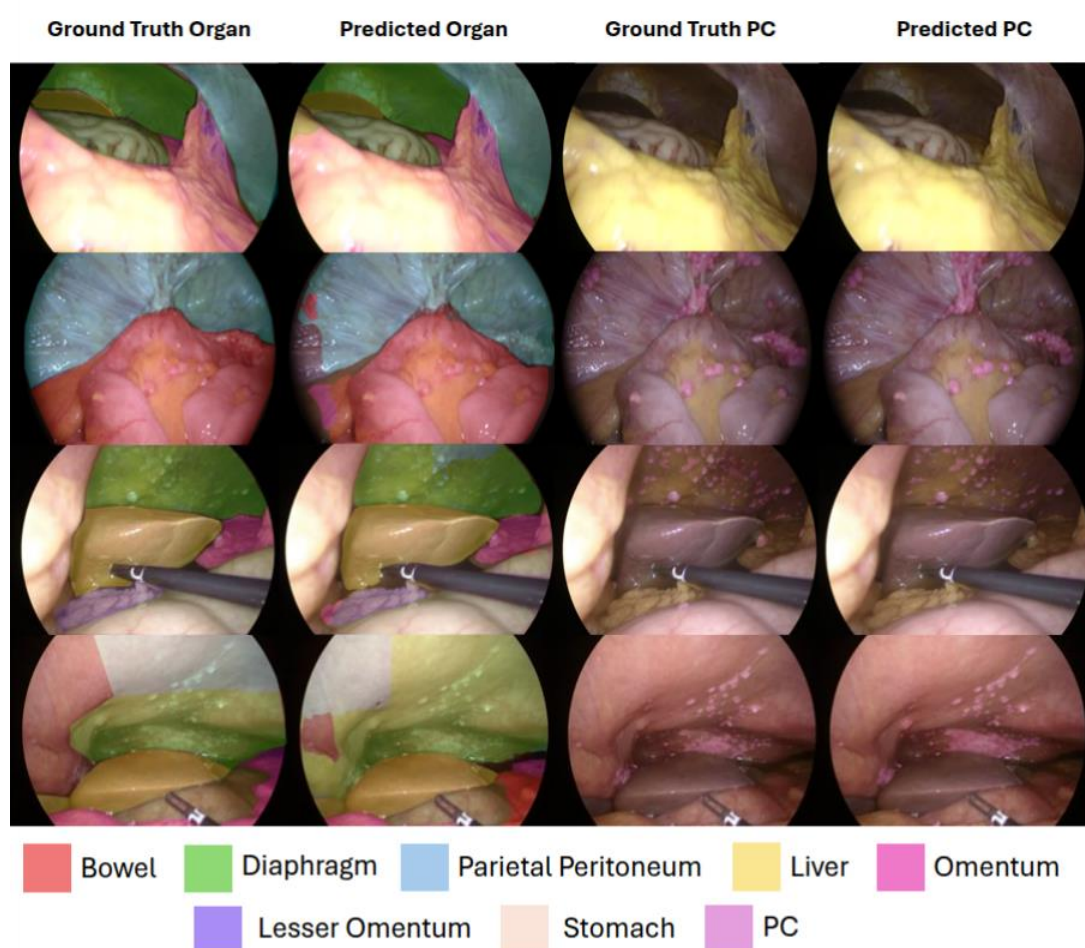 Ground Truth Organ Predicted Organ Ground Truth PC Predicted PC
Bowel Diaphragm Parietal Peritoneum Liver Omentum
Lesser Omentum Stomach PC